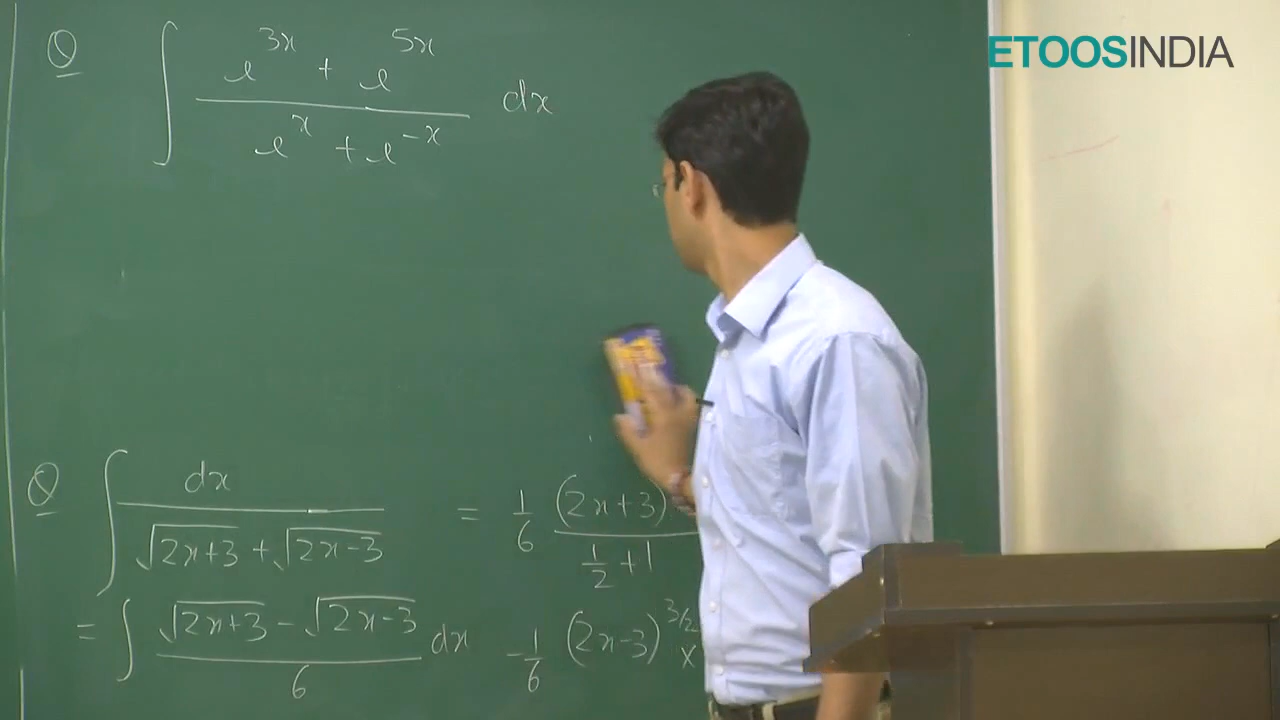 ETOOSINDIA
Q ∫ (e^{3x} + e^{5x}) / (e^{x} + e^{-x}) dx
Q ∫ dx / (√(2x+3) + √(2x-3)) = 1/6 (2x+3) / (1/2 + 1)
= ∫ (√(2x+3) - √(2x-3)) / 6 dx - 1/6 (2x-3)^{3/2} ×